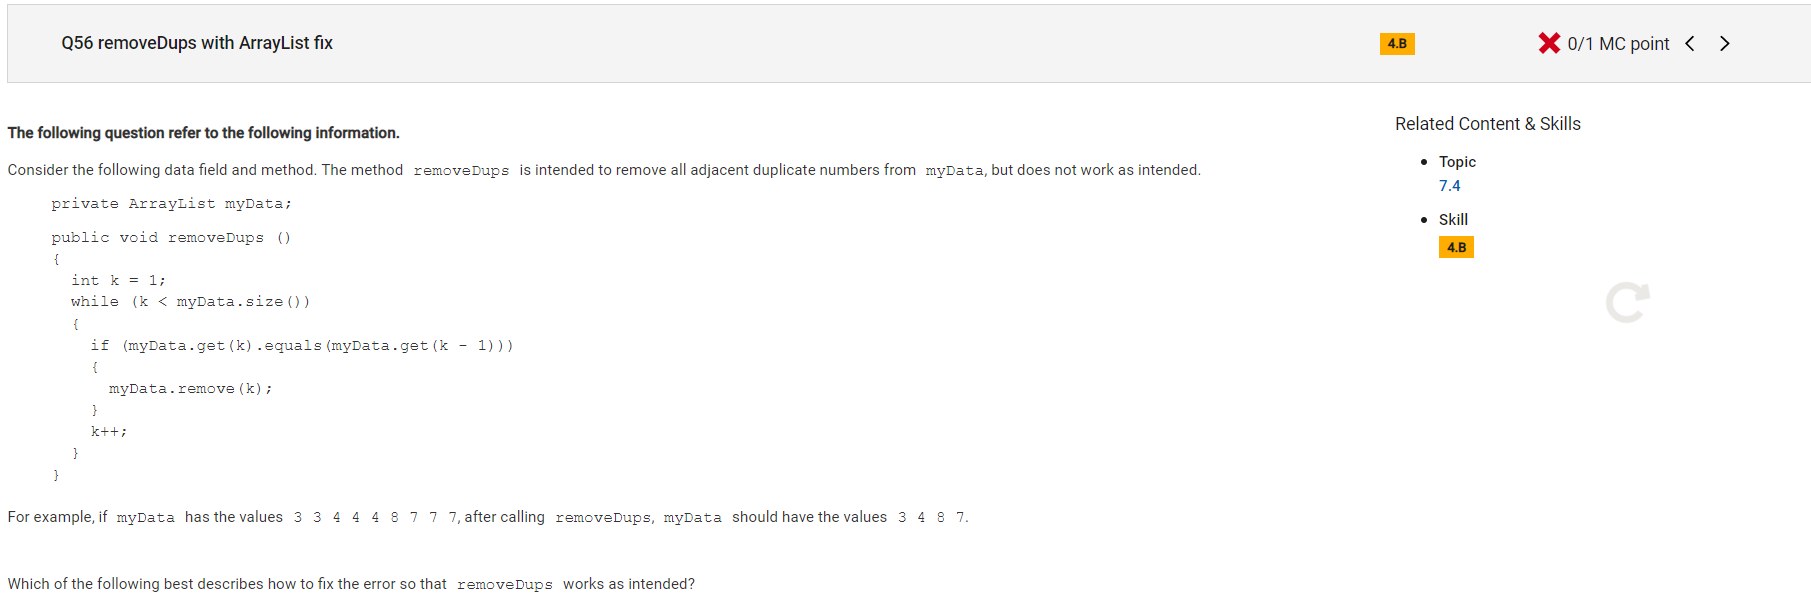 Q56 removeDups with ArrayList fix
4.B
0/1 MC point
The following question refer to the following information.
Consider the following data field and method. The method removeDups is intended to remove all adjacent duplicate numbers from myData, but does not work as intended.
private ArrayList myData;
public void removeDups ()
{
int k = 1;
while (k < myData.size())
{
if (myData.get(k).equals(myData.get(k - 1)))
{
myData.remove(k);
}
k++;
}
}
For example, if myData has the values 3 3 4 4 4 8 7 7 7, after calling removeDups, myData should have the values 3 4 8 7.
Which of the following best describes how to fix the error so that removeDups works as intended?
Related Content & Skills
Topic
7.4
Skill
4.B